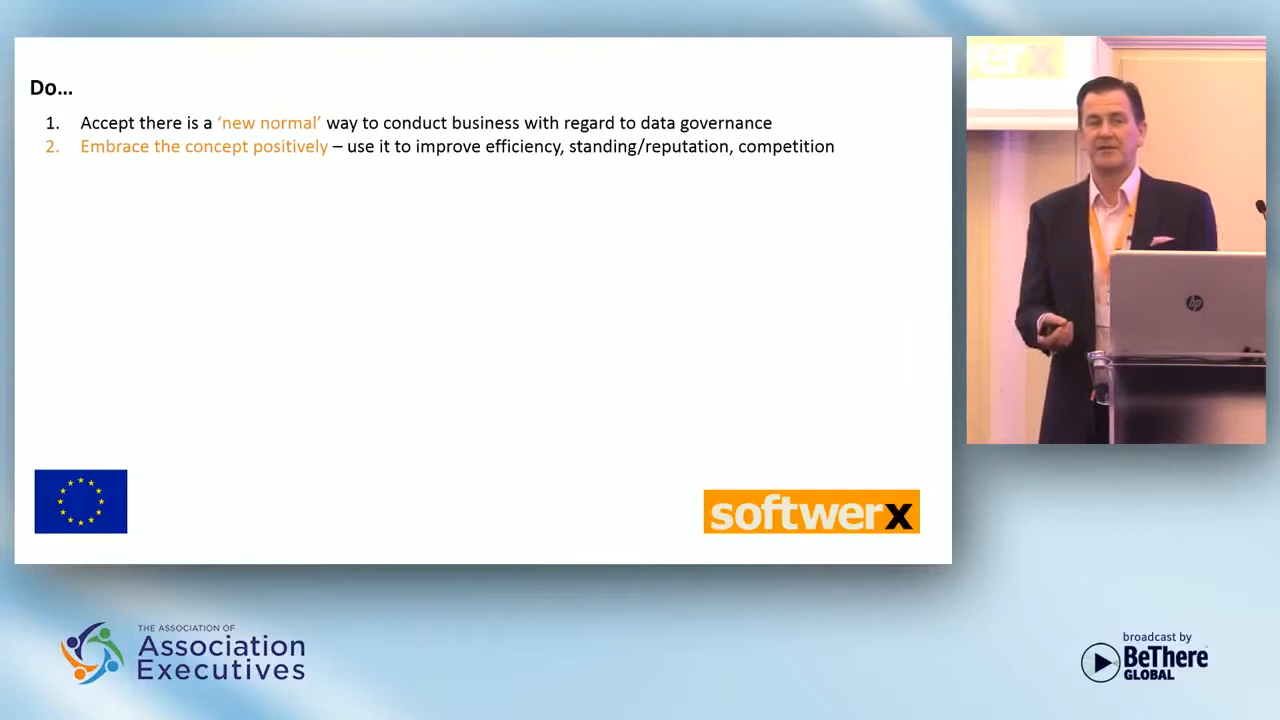 Do...
1. Accept there is a ‘new normal’ way to conduct business with regard to data governance
2. Embrace the concept positively – use it to improve efficiency, standing/reputation, competition
softwerx
erx
hp
THE ASSOCIATION OF
Association
Executives
broadcast by
BeThere
GLOBAL